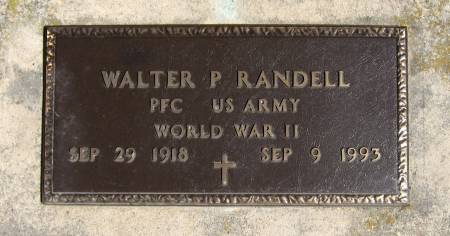 WALTER P RANDELL
PFC US ARMY
WORLD WAR II
SEP 29 1918 SEP 9 1993